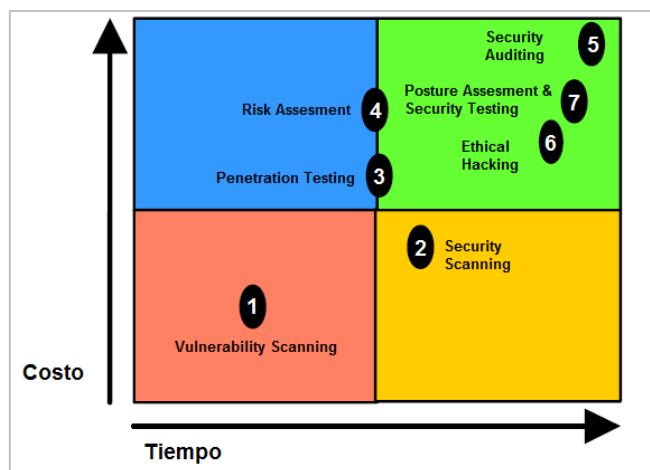 Security
Auditing
5
Posture Assesment &
Security Testing
7
Risk Assesment
4
Ethical
Hacking
6
Penetration Testing
3
2
Security
Scanning
1
Vulnerability Scanning
Costo
Tiempo